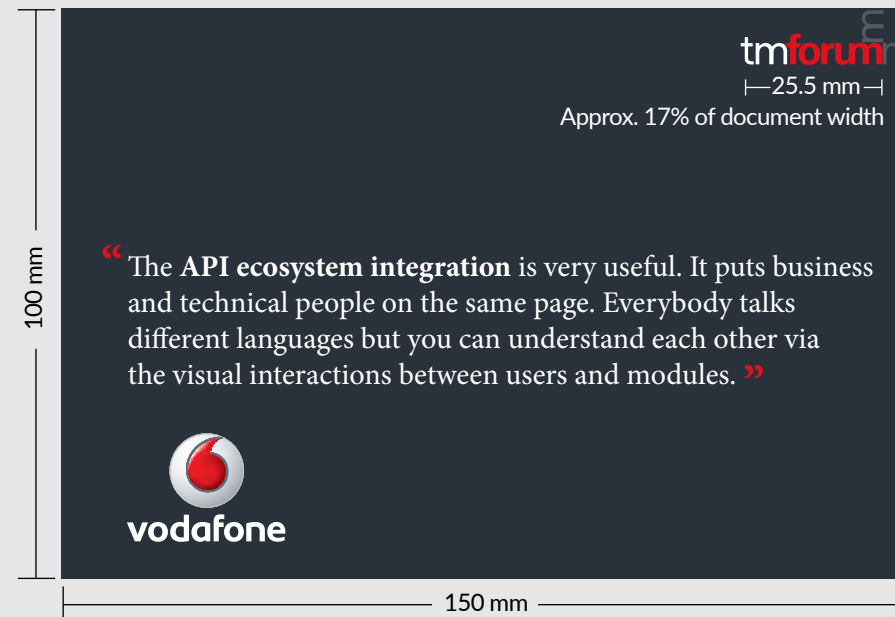 tmforum
25.5 mm
Approx. 17% of document width
100 mm
“ The API ecosystem integration is very useful. It puts business
and technical people on the same page. Everybody talks
different languages but you can understand each other via
the visual interactions between users and modules. ”
vodafone
150 mm